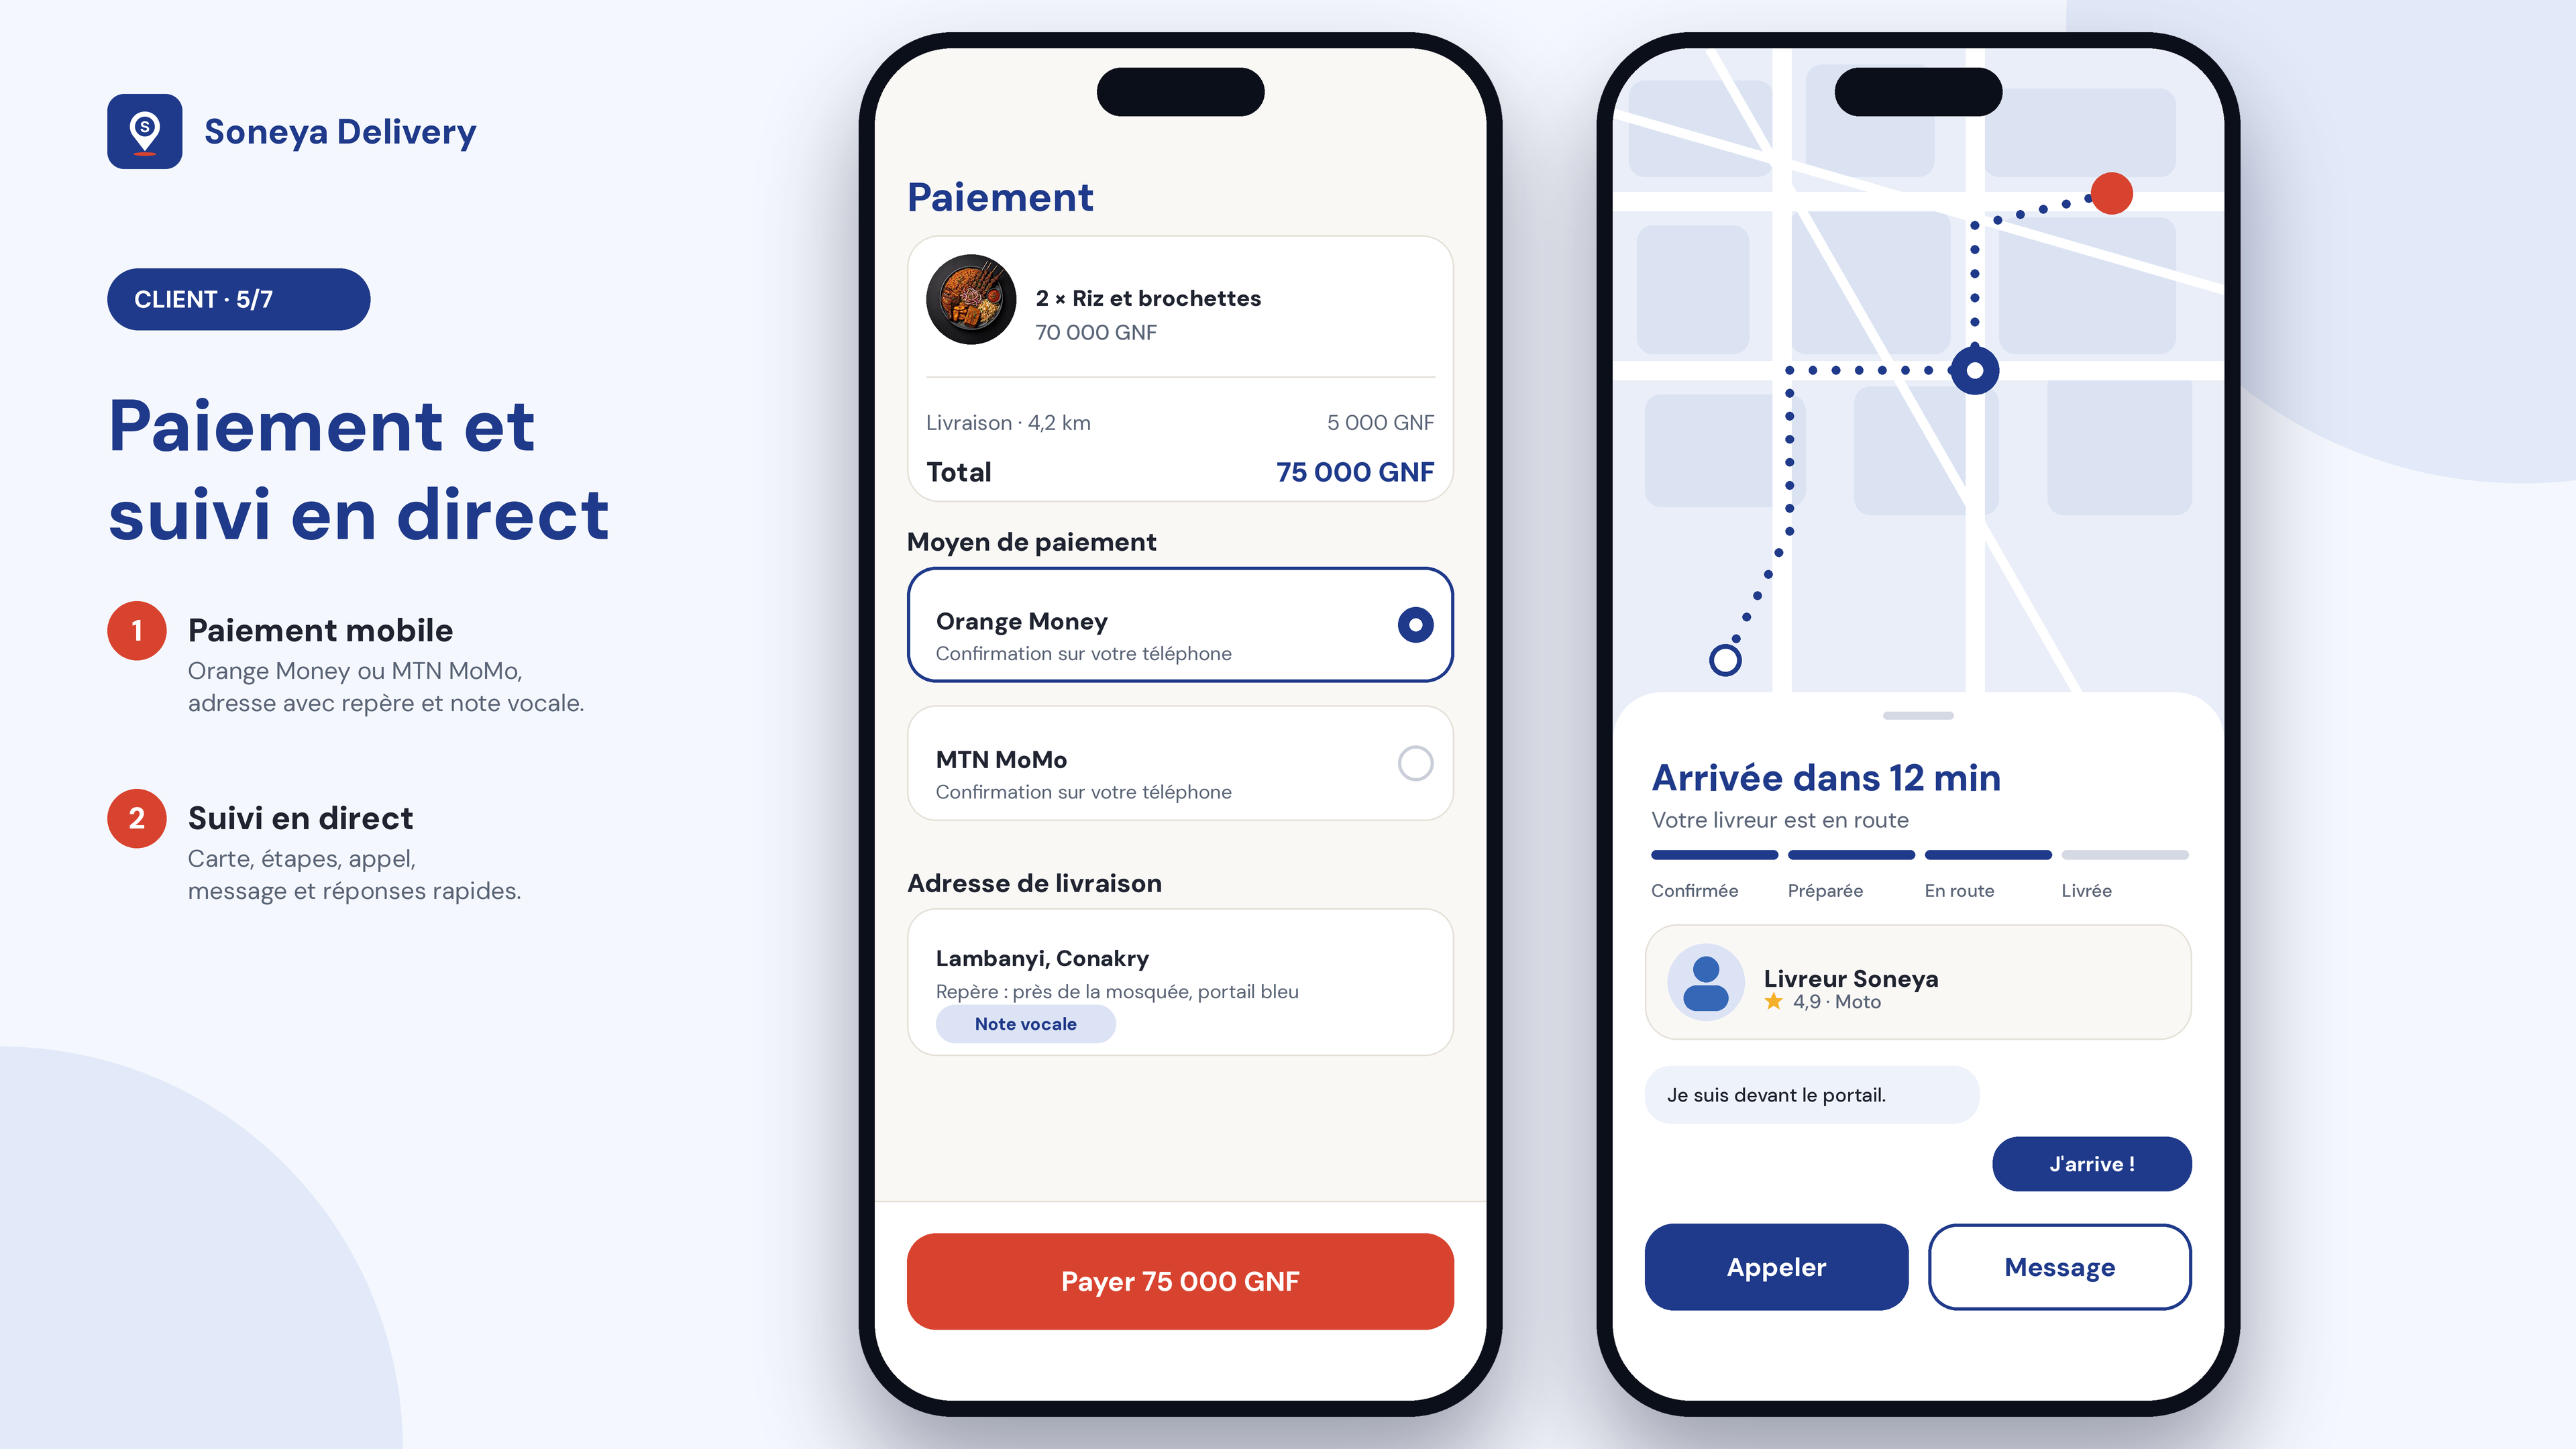 S
Soneya Delivery
CLIENT · 5/7
Paiement et
suivi en direct
1
Paiement mobile
Orange Money ou MTN MoMo,
adresse avec repère et note vocale.
2
Suivi en direct
Carte, étapes, appel,
message et réponses rapides.
Paiement
2 × Riz et brochettes
70 000 GNF
Livraison · 4,2 km 5 000 GNF
Total 75 000 GNF
Moyen de paiement
Orange Money
Confirmation sur votre téléphone
MTN MoMo
Confirmation sur votre téléphone
Adresse de livraison
Lambanyi, Conakry
Repère : près de la mosquée, portail bleu
Note vocale
Payer 75 000 GNF
Arrivée dans 12 min
Votre livreur est en route
Confirmée Préparée En route Livrée
Livreur Soneya
4,9 · Moto
Je suis devant le portail.
J'arrive !
Appeler Message